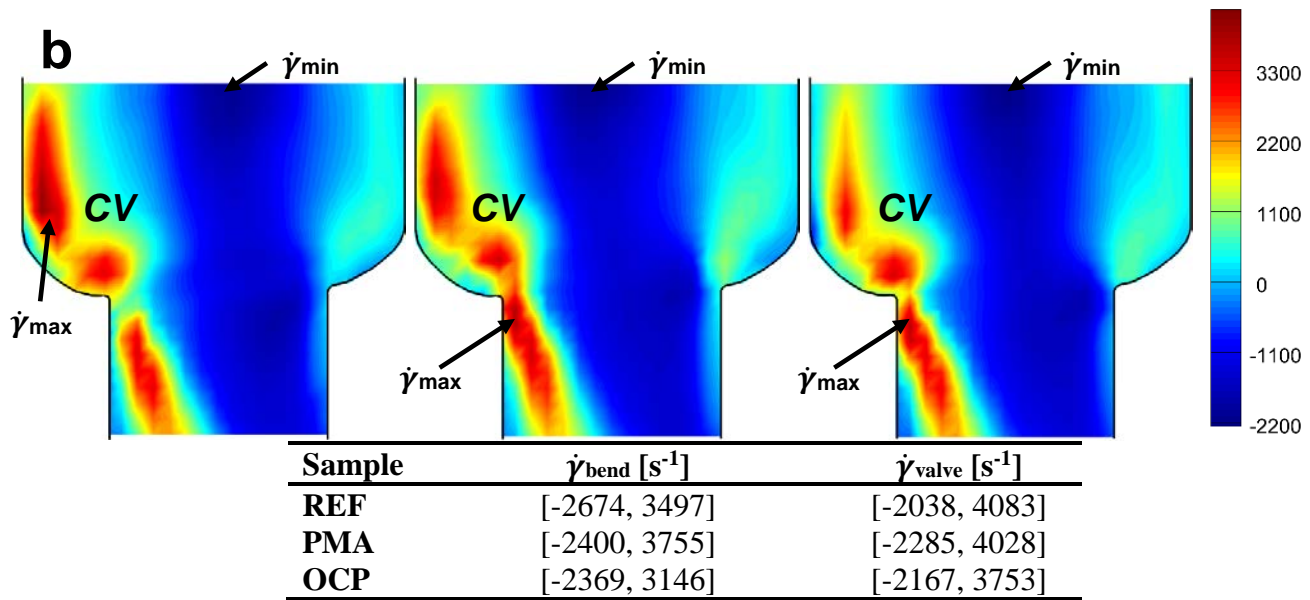 b
γ̇min
γ̇min
γ̇min
CV
CV
CV
γ̇max
γ̇max
γ̇max
3300
2200
1100
0
-1100
-2200
Sample γ̇bend [s-1] γ̇valve [s-1]
REF [-2674, 3497] [-2038, 4083]
PMA [-2400, 3755] [-2285, 4028]
OCP [-2369, 3146] [-2167, 3753]